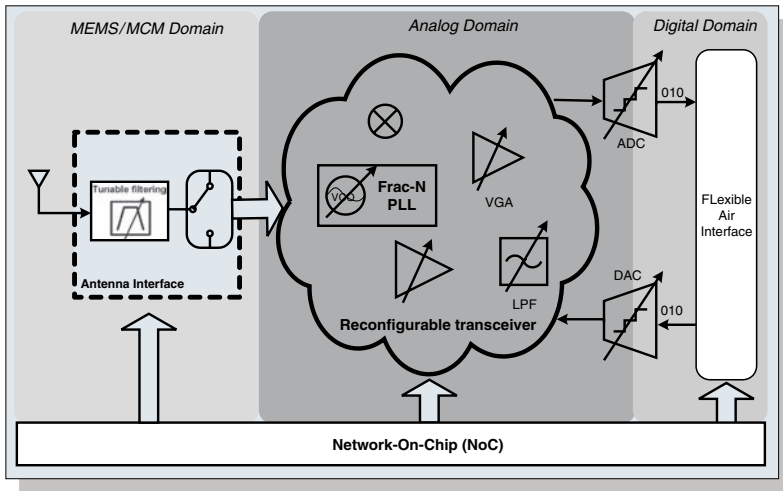 MEMS/MCM Domain
Analog Domain
Digital Domain
Tunable filtering
Antenna Interface
VCO
Frac-N
PLL
VGA
LPF
Reconfigurable transceiver
010
ADC
DAC
010
FLexible
Air
Interface
Network-On-Chip (NoC)